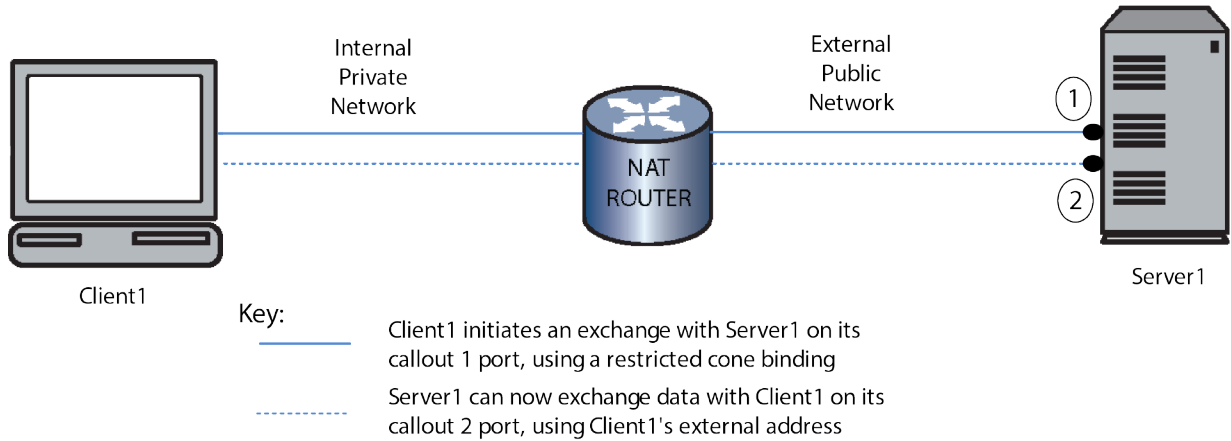 Internal
Private
Network
External
Public
Network
1
NAT
ROUTER
2
Client1
Server1
Key:
Client1 initiates an exchange with Server1 on its
callout 1 port, using a restricted cone binding
Server1 can now exchange data with Client1 on its
callout 2 port, using Client1's external address